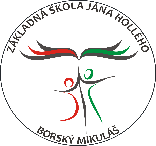 ZÁKLADNÁ ŠKOLA JÁNA HOLLÉHO
BORSKÝ MIKULÁŠ